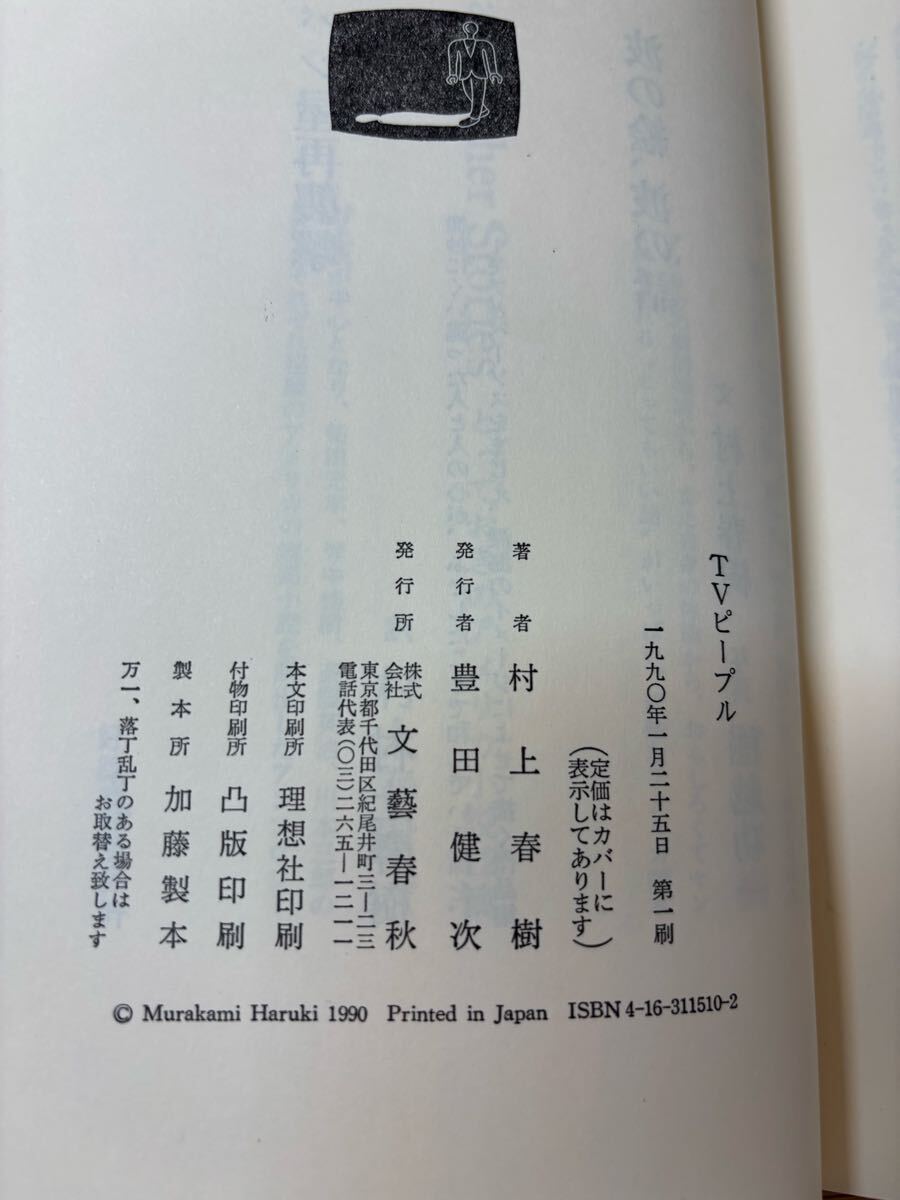 TVピープル
一九九〇年一月二十五日　第一刷
（定価はカバーに
表示してあります）
著者　村上春樹
発行者　豊田健次
発行所　株式会社　文藝春秋
東京都千代田区紀尾井町三―二三
電話代表（〇三）二六五―一二一一
本文印刷所　理想社印刷
付物印刷所　凸版印刷
製本所　加藤製本
万一、落丁乱丁のある場合は
お取替え致します
© Murakami Haruki 1990　Printed in Japan　ISBN4-16-311510-2